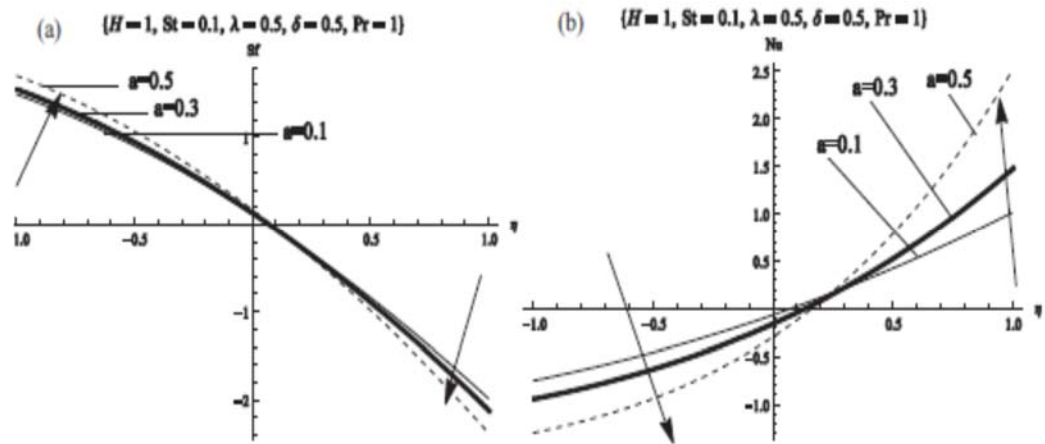 (a) {H = 1, St = 0.1, λ = 0.5, δ = 0.5, Pr = 1}
Sf
a=0.5
a=0.3
a=0.1
1
1.0
-0.5
0.5
1.0
η
-1
-2
(b) {H = 1, St = 0.1, λ = 0.5, δ = 0.5, Pr = 1}
Nu
2.5
a=0.3
a=0.5
2.0
a=0.1
1.5
1.0
0.5
-1.0
-0.5
0.5
1.0
η
-0.5
-1.0